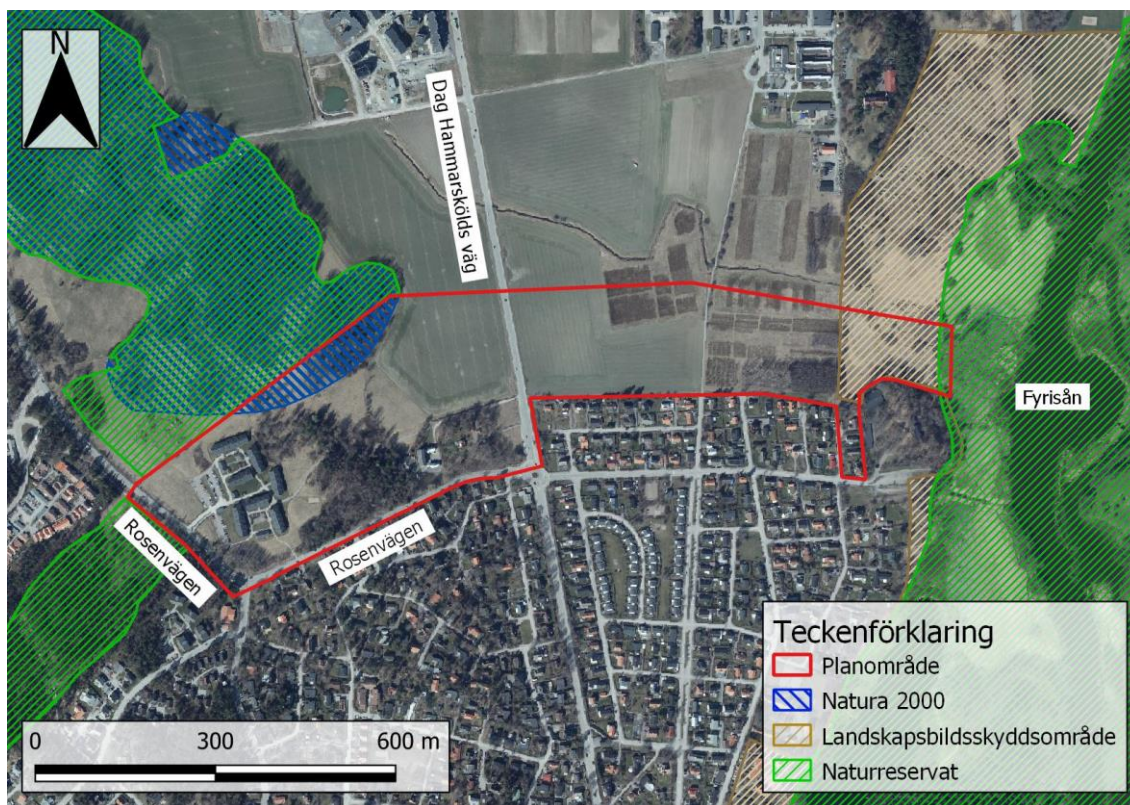 N
Dag Hammarskölds väg
Fyrisån
Rosenvägen
Rosenvägen
Teckenförklaring
Planområde
Natura 2000
Landskapsbildsskyddsområde
Naturreservat
0 300 600 m